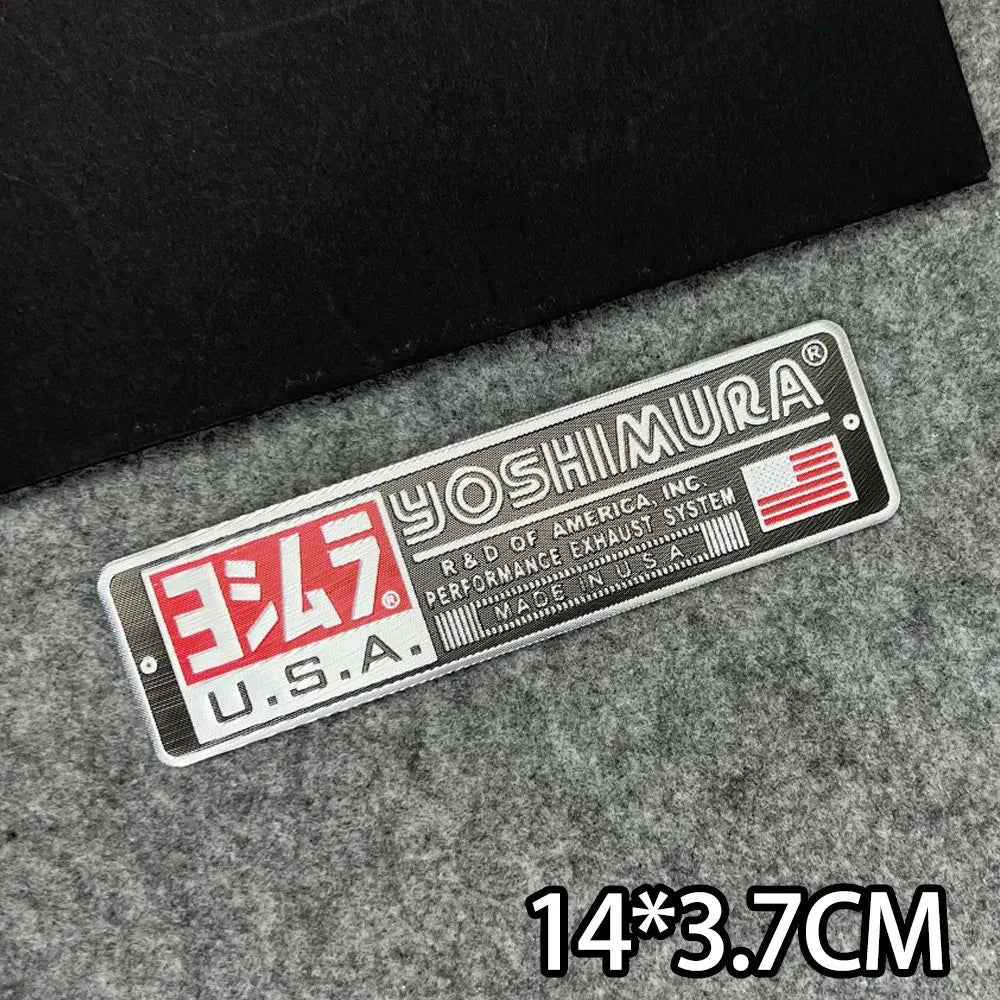 ヨシムラ®
U.S.A.
YOSHIMURA®
R & D OF AMERICA, INC.
PERFORMANCE EXHAUST SYSTEM
MADE IN U.S.A.
14*3.7CM